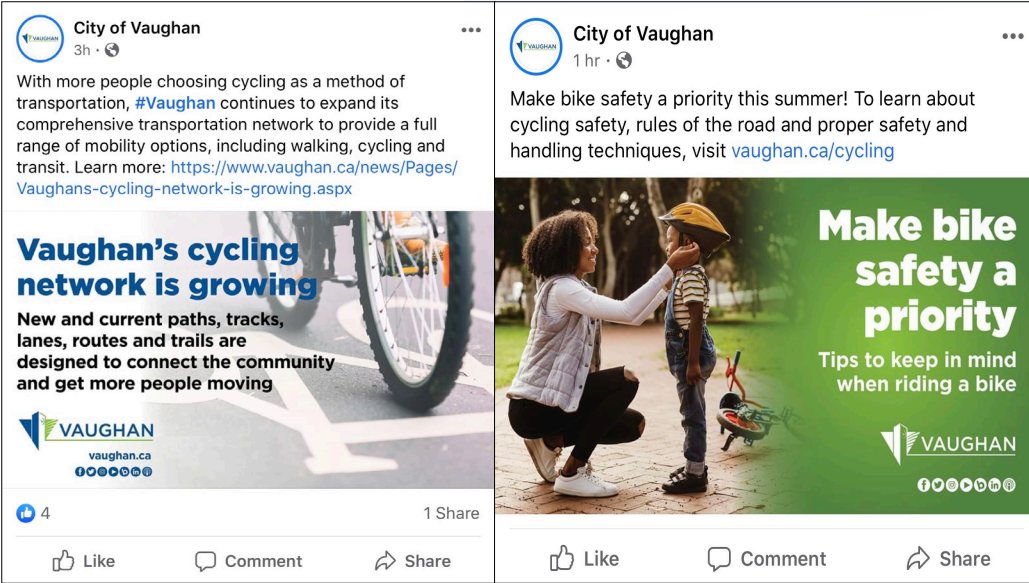 VAUGHAN
City of Vaughan
3h ·
With more people choosing cycling as a method of
transportation, #Vaughan continues to expand its
comprehensive transportation network to provide a full
range of mobility options, including walking, cycling and
transit. Learn more: https://www.vaughan.ca/news/Pages/
Vaughans-cycling-network-is-growing.aspx
Vaughan's cycling
network is growing
New and current paths, tracks,
lanes, routes and trails are
designed to connect the community
and get more people moving
VAUGHAN
vaughan.ca
4
1 Share
Like
Comment
Share
VAUGHAN
City of Vaughan
1 hr ·
Make bike safety a priority this summer! To learn about
cycling safety, rules of the road and proper safety and
handling techniques, visit vaughan.ca/cycling
Make bike
safety a
priority
Tips to keep in mind
when riding a bike
VAUGHAN
Like
Comment
Share